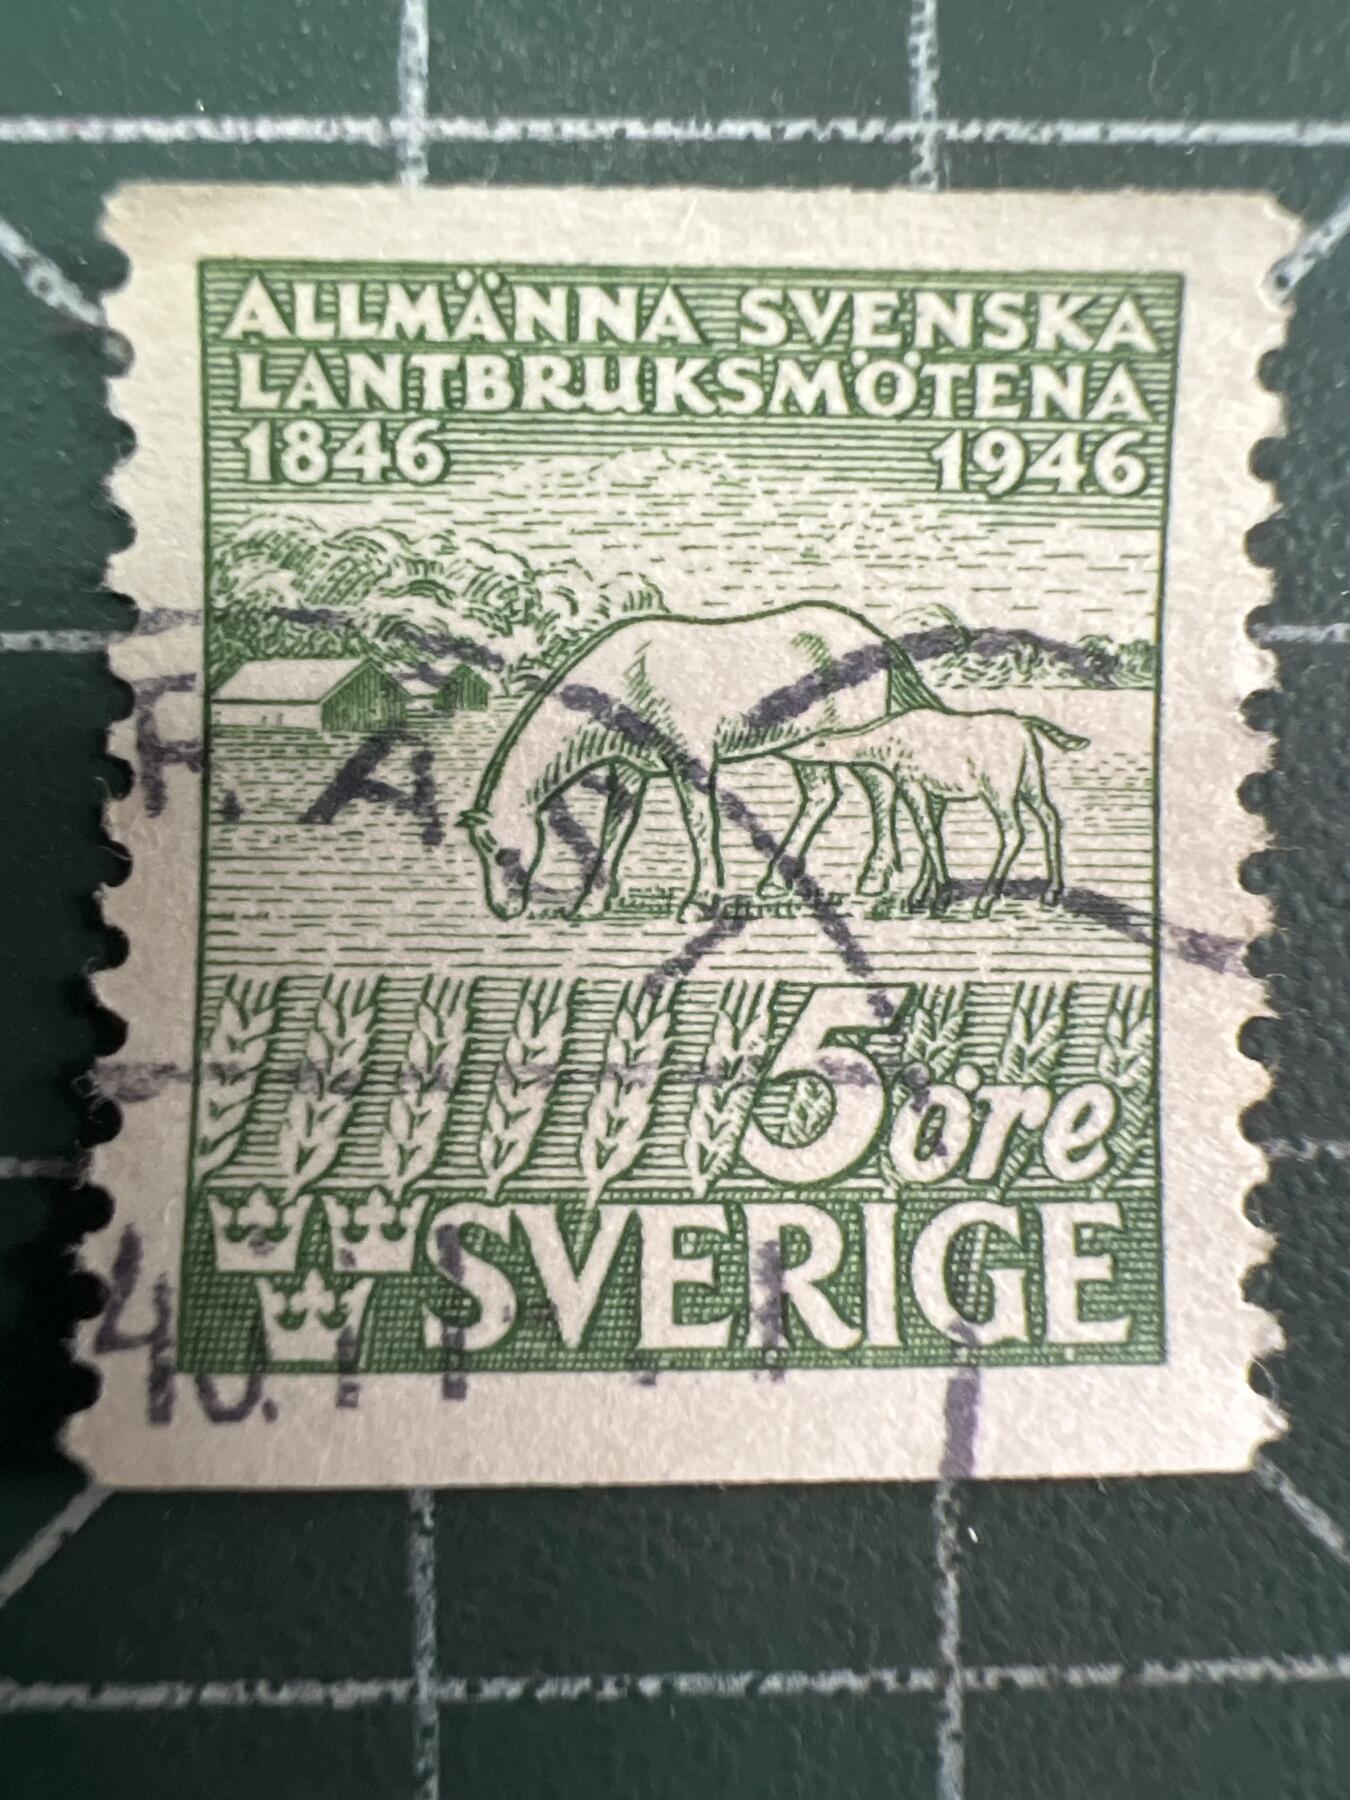 ALLMÄNNA SVENSKA
LANTBRUKSMÖTENA
1846 1946
5 öre
SVERIGE